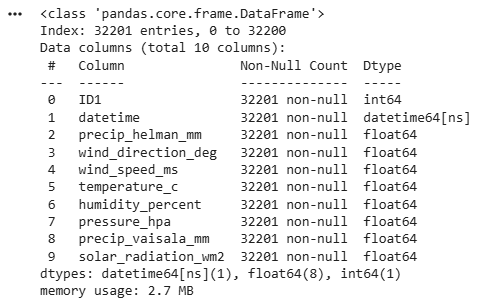 ••• <class 'pandas.core.frame.DataFrame'>
Index: 32201 entries, 0 to 32200
Data columns (total 10 columns):
 #   Column              Non-Null Count  Dtype
---  ------              --------------  -----
 0   ID1                 32201 non-null  int64
 1   datetime            32201 non-null  datetime64[ns]
 2   precip_helman_mm    32201 non-null  float64
 3   wind_direction_deg  32201 non-null  float64
 4   wind_speed_ms       32201 non-null  float64
 5   temperature_c       32201 non-null  float64
 6   humidity_percent    32201 non-null  float64
 7   pressure_hpa        32201 non-null  float64
 8   precip_vaisala_mm   32201 non-null  float64
 9   solar_radiation_wm2 32201 non-null  float64
dtypes: datetime64[ns](1), float64(8), int64(1)
memory usage: 2.7 MB